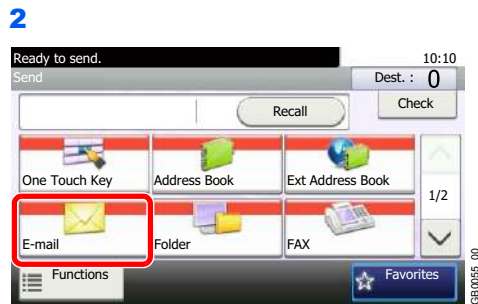 2
Ready to send. 10:10
Send Dest. : 0
Recall Check
One Touch Key Address Book Ext Address Book
1/2
E-mail Folder FAX
Functions Favorites
GB0055_00